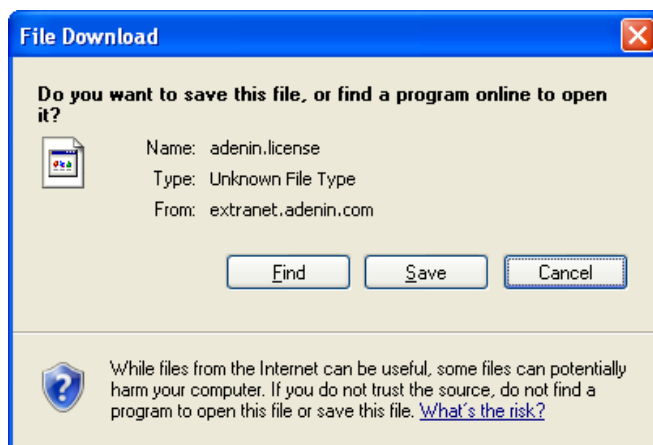 File Download
Do you want to save this file, or find a program online to open
it?
Name: adenin.license
Type: Unknown File Type
From: extranet.adenin.com
Find Save Cancel
While files from the Internet can be useful, some files can potentially
harm your computer. If you do not trust the source, do not find a
program to open this file or save this file. What's the risk?